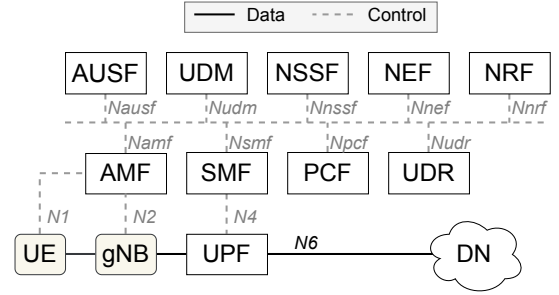 Data Control
AUSF UDM NSSF NEF NRF
Nausf Nudm Nnssf Nnef Nnrf
Namf Nsmf Npcf Nudr
AMF SMF PCF UDR
N1 N2 N4
N6
UE gNB UPF DN